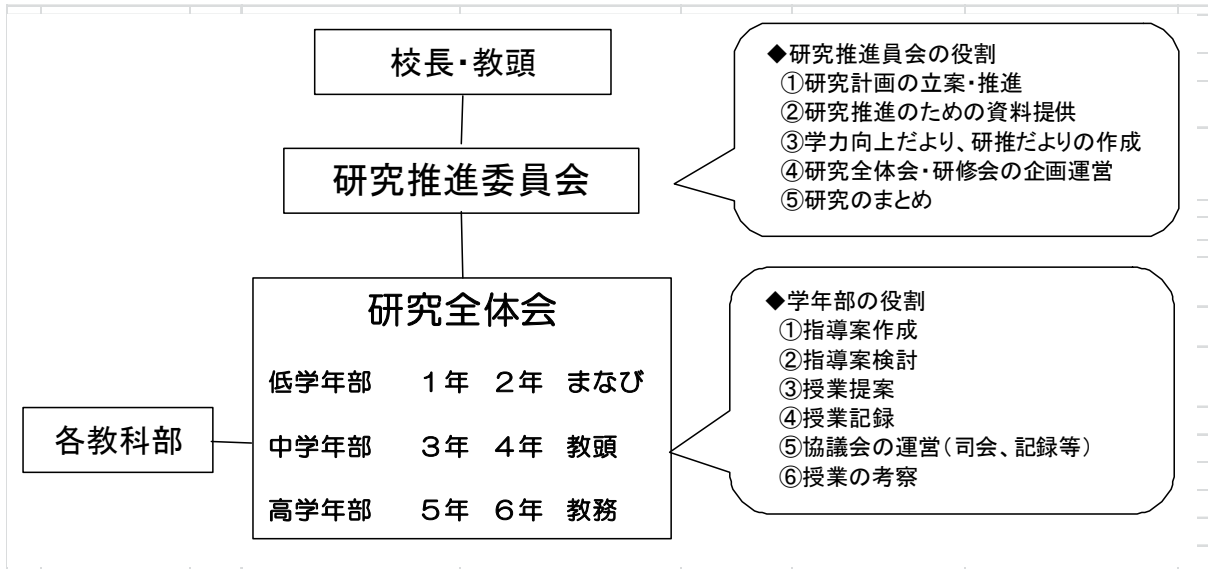 校長・教頭
研究推進委員会
◆研究推進員会の役割
①研究計画の立案・推進
②研究推進のための資料提供
③学力向上だより、研推だよりの作成
④研究全体会・研修会の企画運営
⑤研究のまとめ
研究全体会
低学年部 1年 2年 まなび
中学年部 3年 4年 教頭
高学年部 5年 6年 教務
各教科部
◆学年部の役割
①指導案作成
②指導案検討
③授業提案
④授業記録
⑤協議会の運営(司会、記録等)
⑥授業の考察